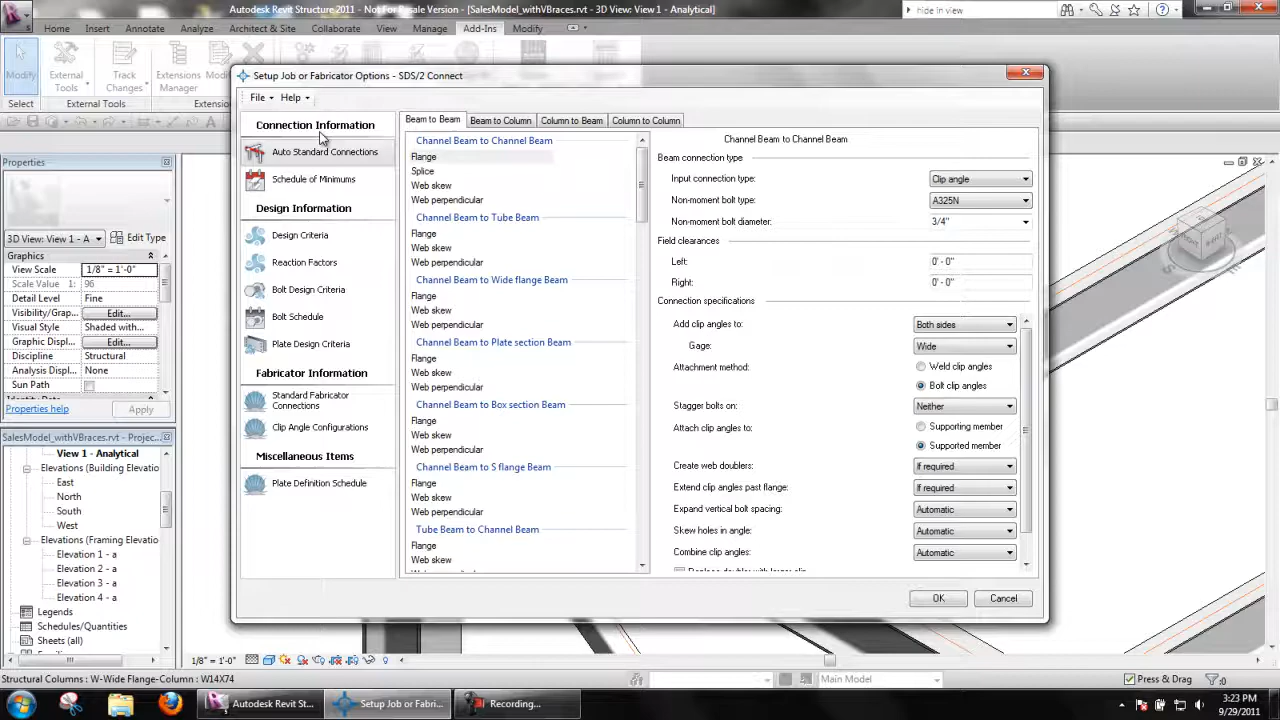 Autodesk Revit Structure 2011 - Not For Resale Version - [SalesModel_withVBraces.rvt - 3D View: View 1 - Analytical]
hide in view
Home Insert Annotate Analyze Architect & Site Collaborate View Manage Add-Ins Modify
Modify
External
Tools
Track
Changes
Extensions
Manager
Select
External Tools
Setup Job or Fabricator Options - SDS/2 Connect
File Help
Properties
3D View: View 1 - A
Edit Type
Graphics
View Scale 1/8" = 1'-0"
Scale Value 1: 96
Detail Level Fine
Visibility/Grap... Edit...
Visual Style Shaded with...
Graphic Displ... Edit...
Discipline Structural
Analysis Displ... None
Sun Path
Properties help
Apply
SalesModel_withVBraces.rvt - Projec...
View 1 - Analytical
Elevations (Building Elevatio
East
North
South
West
Elevations (Framing Elevatio
Elevation 1 - a
Elevation 2 - a
Elevation 3 - a
Elevation 4 - a
Legends
Schedules/Quantities
Sheets (all)
Connection Information
Auto Standard Connections
Schedule of Minimums
Design Information
Design Criteria
Reaction Factors
Bolt Design Criteria
Bolt Schedule
Plate Design Criteria
Fabricator Information
Standard Fabricator
Connections
Clip Angle Configurations
Miscellaneous Items
Plate Definition Schedule
Beam to Beam Beam to Column Column to Beam Column to Column
Channel Beam to Channel Beam
Flange
Splice
Web skew
Web perpendicular
Channel Beam to Tube Beam
Flange
Web skew
Web perpendicular
Channel Beam to Wide flange Beam
Flange
Web skew
Web perpendicular
Channel Beam to Plate section Beam
Flange
Web skew
Web perpendicular
Channel Beam to Box section Beam
Flange
Web skew
Web perpendicular
Channel Beam to S flange Beam
Flange
Web skew
Web perpendicular
Tube Beam to Channel Beam
Flange
Web skew
Channel Beam to Channel Beam
Beam connection type
Input connection type: Clip angle
Non-moment bolt type: A325N
Non-moment bolt diameter: 3/4"
Field clearances
Left: 0' - 0"
Right: 0' - 0"
Connection specifications
Add clip angles to: Both sides
Gage: Wide
Attachment method: Weld clip angles
Bolt clip angles
Stagger bolts on: Neither
Attach clip angles to: Supporting member
Supported member
Create web doublers: If required
Extend clip angles past flange: If required
Expand vertical bolt spacing: Automatic
Skew holes in angle: Automatic
Combine clip angles: Automatic
OK Cancel
1/8" = 1'-0"
Structural Columns : W-Wide Flange-Column : W14X74
Main Model
Press & Drag
:0
Autodesk Revit St...
Setup Job or Fabri...
Recording...
3:23 PM
9/29/2011